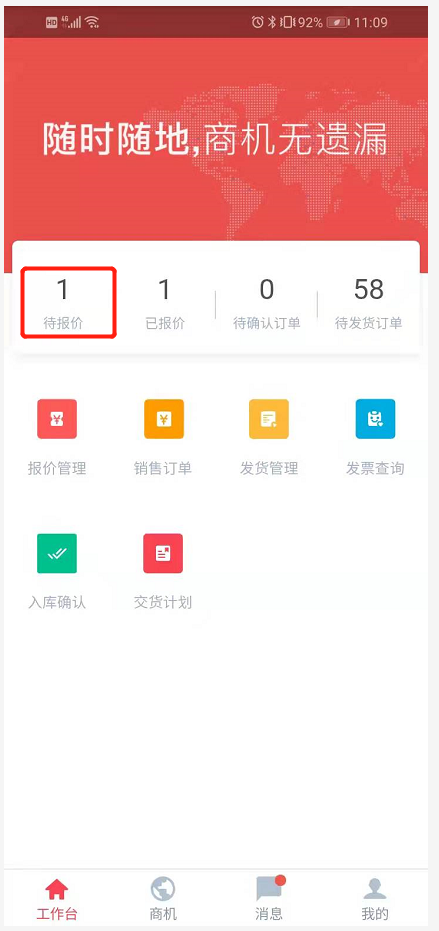 HD 4G 92% 11:09
随时随地,商机无遗漏
1 1 0 58
待报价 已报价 待确认订单 待发货订单
报价管理 销售订单 发货管理 发票查询
入库确认 交货计划
工作台 商机 消息 我的